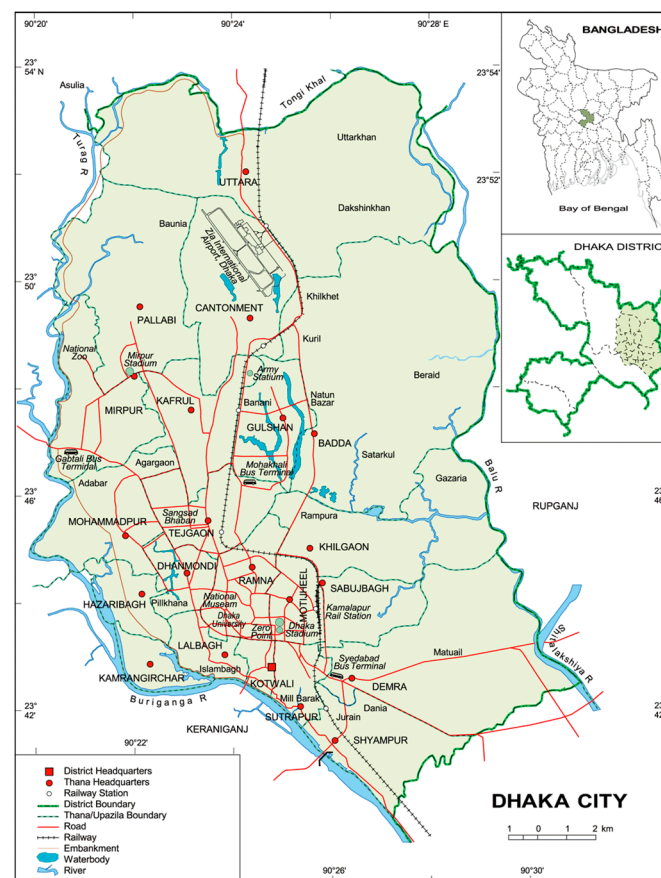 90°20'
90°24'
90°28' E
23°
54' N
Asulia
Tongi Khal
BANGLADESH
23°54'
Turag R
Uttarkhan
UTTARA
23°52'
Dakshinkhan
Bay of Bengal
Baunia
Zia International
Airport, Dhaka
DHAKA DISTRICT
23°
50'
Khilkhet
PALLABI
CANTONMENT
Kuril
National
Zoo
Mirpur
Stadium
Army
Statium
Beraid
MIRPUR
KAFRUL
Banani
Natun
Bazar
GULSHAN
BADDA
Gabtali Bus
Terminal
Agargaon
Mohakhali
Bus Terminal
Satarkul
Balu R
Adabar
Gazaria
23°
46'
Sangsad
Bhaban
Rampura
RUPGANJ
MOHAMMADPUR
TEJGAON
KHILGAON
DHANMONDI
RAMNA
SABUJBAGH
HAZARIBAGH
Pillkhana
National
Museam
MOTIJHEEL
Kamalapur
Rail Station
Dhaka
University
Zero
Point
Dhaka
Stadium
LALBAGH
Matuail
Islambagh
Syedabad
Bus Terminal
KAMRANGIRCHAR
KOTWALI
DEMRA
Buriganga R
Mill Barak
Dania
23°
42'
SUTRAPUR
Jurain
KERANIGANJ
SHYAMPUR
90°22'
District Headquarters
Thana Headquarters
Railway Station
District Boundary
Thana/Upazila Boundary
Road
Railway
Embankment
Waterbody
River
DHAKA CITY
1 0 1 2 km
90°26'
90°30'